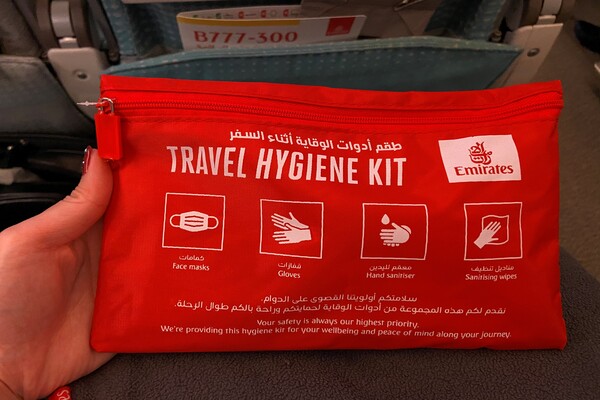 B777-300
طقم أدوات الوقاية أثناء السفر
TRAVEL HYGIENE KIT
Emirates
كمامات
Face masks
قفازات
Gloves
معقم لليدين
Hand sanitiser
مناديل تنظيف
Sanitising wipes
سلامتكم أولويتنا القصوى على الدوام.
نقدم لكم هذه المجموعة من أدوات الوقاية لحمايتكم وراحة بالكم طوال الرحلة.
Your safety is always our highest priority.
We're providing this hygiene kit for your wellbeing and peace of mind along your journey.